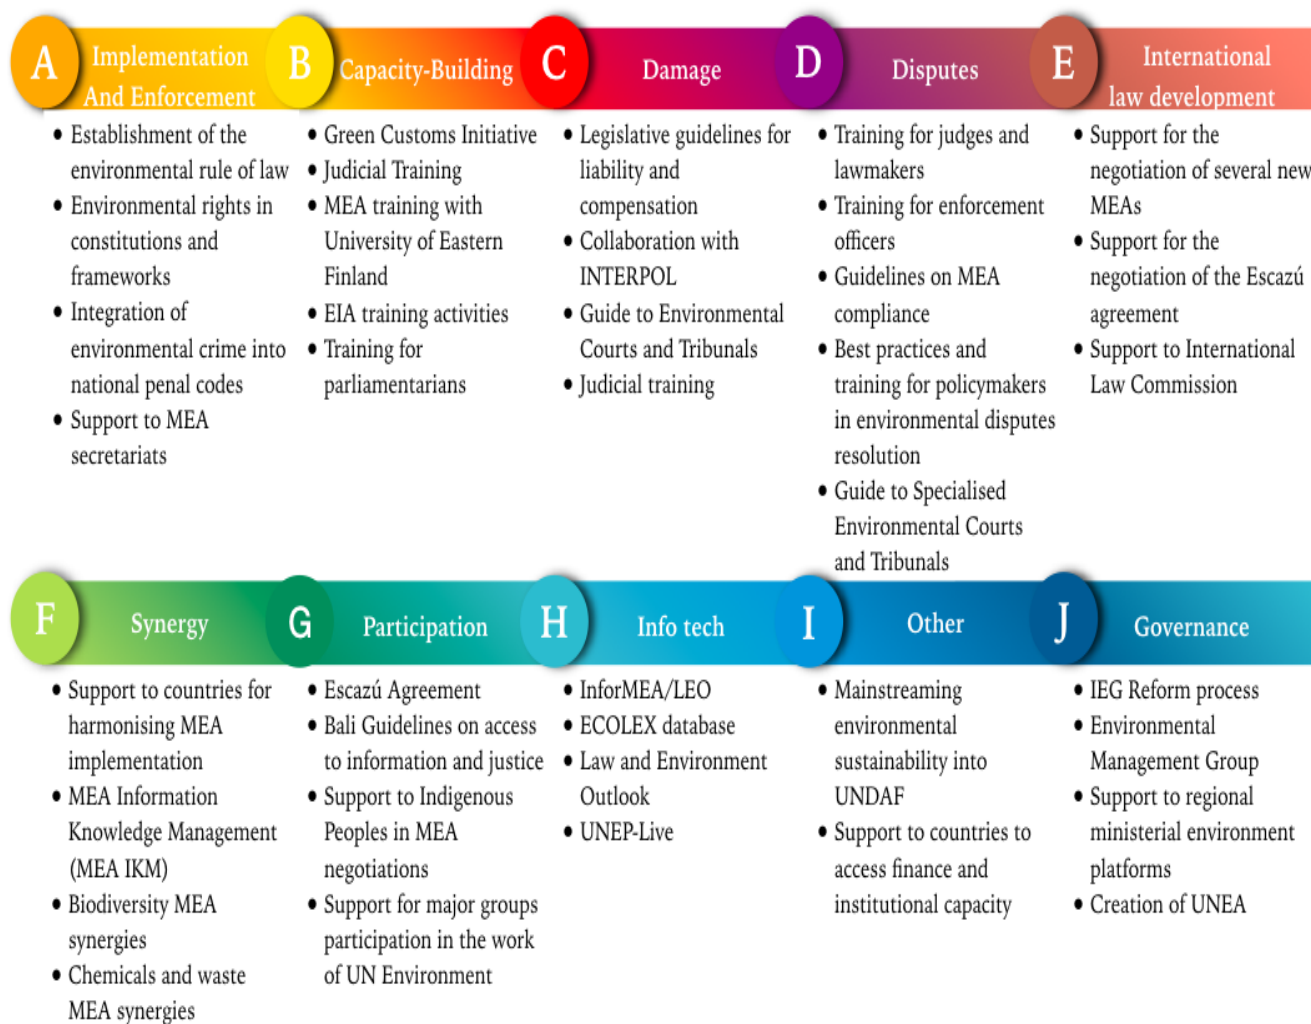 A
Implementation
And Enforcement
• Establishment of the
environmental rule of law
• Environmental rights in
constitutions and
frameworks
• Integration of
environmental crime into
national penal codes
• Support to MEA
secretariats
B
Capacity-Building
• Green Customs Initiative
• Judicial Training
• MEA training with
University of Eastern
Finland
• EIA training activities
• Training for
parliamentarians
C
Damage
• Legislative guidelines for
liability and
compensation
• Collaboration with
INTERPOL
• Guide to Environmental
Courts and Tribunals
• Judicial training
D
Disputes
• Training for judges and
lawmakers
• Training for enforcement
officers
• Guidelines on MEA
compliance
• Best practices and
training for policymakers
in environmental disputes
resolution
• Guide to Specialised
Environmental Courts
and Tribunals
E
International
law development
• Support for the
negotiation of several new
MEAs
• Support for the
negotiation of the Escazú
agreement
• Support to International
Law Commission
F
Synergy
• Support to countries for
harmonising MEA
implementation
• MEA Information
Knowledge Management
(MEA IKM)
• Biodiversity MEA
synergies
• Chemicals and waste
MEA synergies
G
Participation
• Escazú Agreement
• Bali Guidelines on access
to information and justice
• Support to Indigenous
Peoples in MEA
negotiations
• Support for major groups
participation in the work
of UN Environment
H
Info tech
• InforMEA/LEO
• ECOLEX database
• Law and Environment
Outlook
• UNEP-Live
I
Other
• Mainstreaming
environmental
sustainability into
UNDAF
• Support to countries to
access finance and
institutional capacity
J
Governance
• IEG Reform process
• Environmental
Management Group
• Support to regional
ministerial environment
platforms
• Creation of UNEA